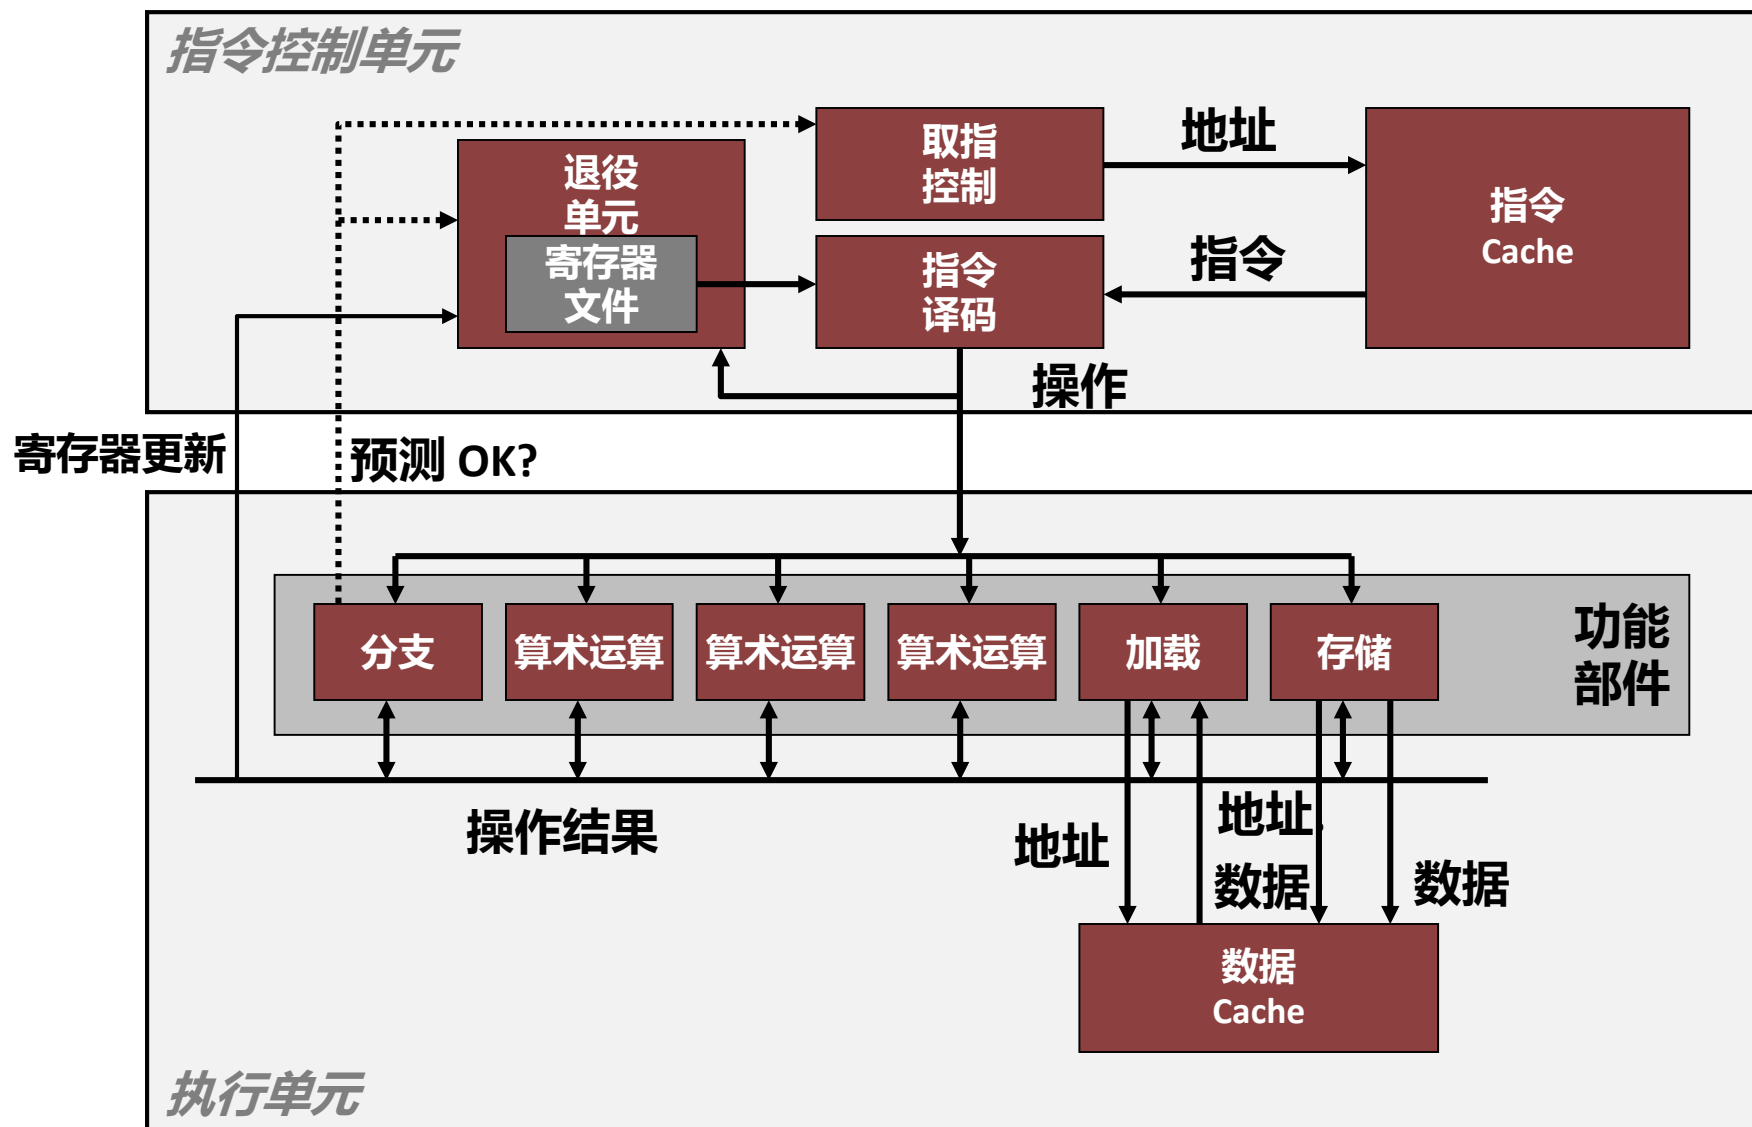 指令控制单元
取指
控制
地址
指令
Cache
退役
单元
寄存器
文件
指令
译码
指令
操作
寄存器更新
预测 OK?
分支
算术运算
算术运算
算术运算
加载
存储
功能
部件
操作结果
地址
地址,
数据
数据
数据
Cache
执行单元